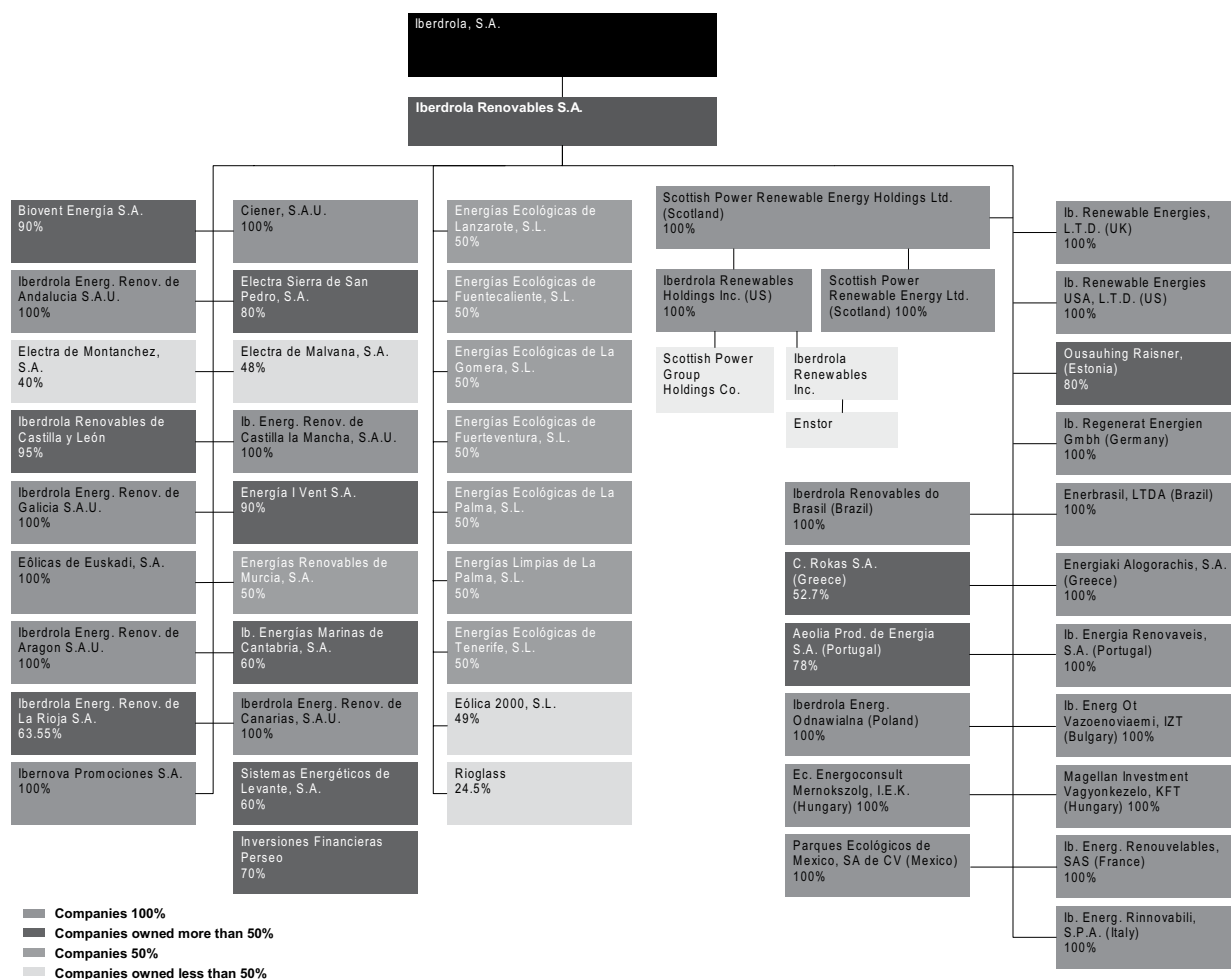 Iberdrola, S.A.
Iberdrola Renovables S.A.
Biovent Energía S.A.
90%
Iberdrola Energ. Renov. de
Andalucia S.A.U.
100%
Electra de Montanchez,
S.A.
40%
Iberdrola Renovables de
Castilla y León
95%
Iberdrola Energ. Renov. de
Galicia S.A.U.
100%
Eôlicas de Euskadi, S.A.
100%
Iberdrola Energ. Renov. de
Aragon S.A.U.
100%
Iberdrola Energ. Renov. de
La Rioja S.A.
63.55%
Ibernova Promociones S.A.
100%
Ciener, S.A.U.
100%
Electra Sierra de San
Pedro, S.A.
80%
Electra de Malvana, S.A.
48%
Ib. Energ. Renov. de
Castilla la Mancha, S.A.U.
100%
Energía I Vent S.A.
90%
Energías Renovables de
Murcia, S.A.
50%
Ib. Energías Marinas de
Cantabria, S.A.
60%
Iberdrola Energ. Renov. de
Canarias, S.A.U.
100%
Sistemas Energéticos de
Levante, S.A.
60%
Inversiones Financieras
Perseo
70%
Energías Ecológicas de
Lanzarote, S.L.
50%
Energías Ecológicas de
Fuentecaliente, S.L.
50%
Energías Ecológicas de La
Gomera, S.L.
50%
Energías Ecológicas de
Fuerteventura, S.L.
50%
Energías Ecológicas de La
Palma, S.L.
50%
Energías Limpias de La
Palma, S.L.
50%
Energías Ecológicas de
Tenerife, S.L.
50%
Eólica 2000, S.L.
49%
Rioglass
24.5%
Scottish Power Renewable Energy Holdings Ltd.
(Scotland)
100%
Iberdrola Renewables
Holdings Inc. (US)
100%
Scottish Power
Renewable Energy Ltd.
(Scotland) 100%
Scottish Power
Group
Holdings Co.
Iberdrola
Renewables
Inc.
Enstor
Iberdrola Renovables do
Brasil (Brazil)
100%
C. Rokas S.A.
(Greece)
52.7%
Aeolia Prod. de Energia
S.A. (Portugal)
78%
Iberdrola Energ.
Odnawialna (Poland)
100%
Ec. Energoconsult
Mernokszolg, I.E.K.
(Hungary) 100%
Parques Ecológicos de
Mexico, SA de CV (Mexico)
100%
Ib. Renewable Energies,
L.T.D. (UK)
100%
Ib. Renewable Energies
USA, L.T.D. (US)
100%
Ousauhing Raisner,
(Estonia)
80%
Ib. Regenerat Energien
Gmbh (Germany)
100%
Enerbrasil, LTDA (Brazil)
100%
Energiaki Alogorachis, S.A.
(Greece)
100%
Ib. Energia Renovaveis,
S.A. (Portugal)
100%
Ib. Energ Ot
Vazoenoviaemi, IZT
(Bulgary) 100%
Magellan Investment
Vagyonkezelo, KFT
(Hungary) 100%
Ib. Energ. Renouvelables,
SAS (France)
100%
Ib. Energ. Rinnovabili,
S.P.A. (Italy)
100%
Companies 100%
Companies owned more than 50%
Companies 50%
Companies owned less than 50%